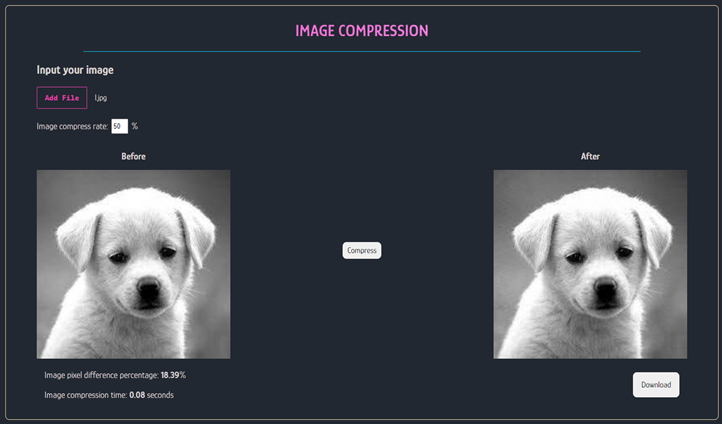 IMAGE COMPRESSION
Input your image
Add File 1.jpg
Image compress rate: 50 %
Before
After
Compress
Image pixel difference percentage: 18.39%
Image compression time: 0.08 seconds
Download